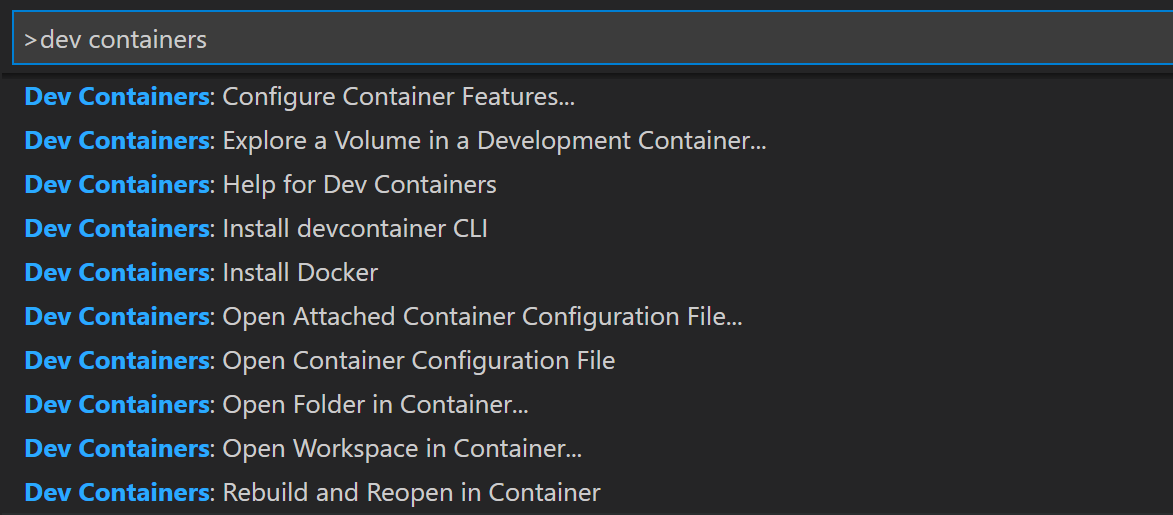 >dev containers
Dev Containers: Configure Container Features...
Dev Containers: Explore a Volume in a Development Container...
Dev Containers: Help for Dev Containers
Dev Containers: Install devcontainer CLI
Dev Containers: Install Docker
Dev Containers: Open Attached Container Configuration File...
Dev Containers: Open Container Configuration File
Dev Containers: Open Folder in Container...
Dev Containers: Open Workspace in Container...
Dev Containers: Rebuild and Reopen in Container